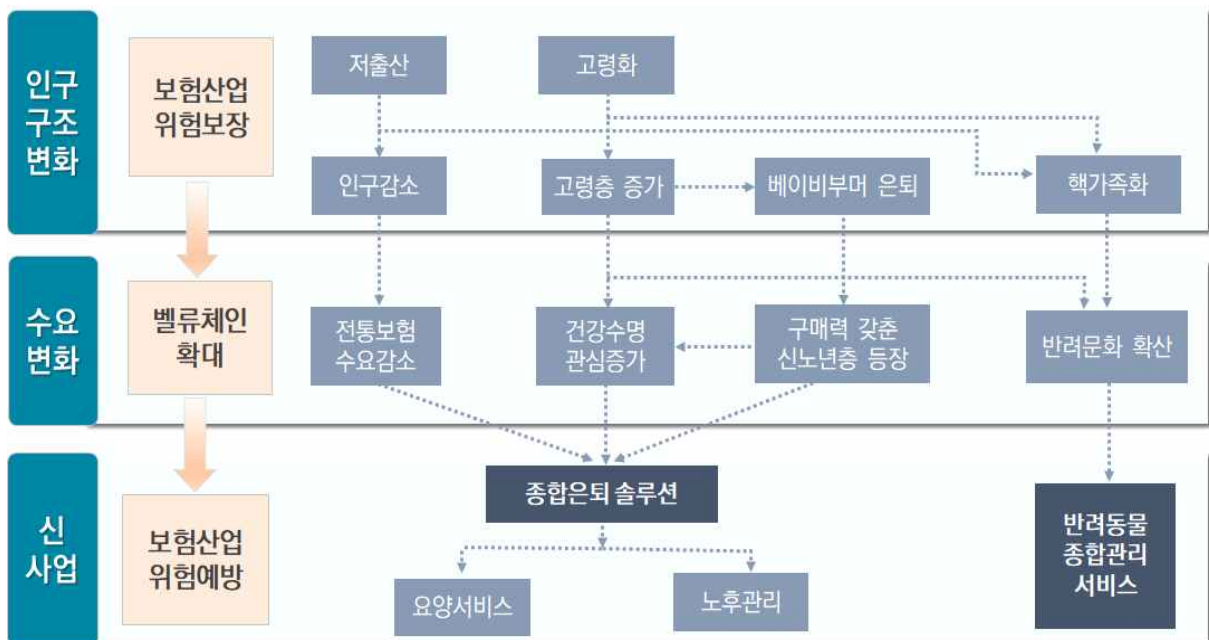 인구
구조
변화
보험산업
위험보장
저출산
고령화
인구감소
고령층 증가
베이비부머 은퇴
핵가족화
수요
변화
벨류체인
확대
전통보험
수요감소
건강수명
관심증가
구매력 갖춘
신노년층 등장
반려문화 확산
신
사업
보험산업
위험예방
종합은퇴 솔루션
요양서비스
노후관리
반려동물
종합관리
서비스